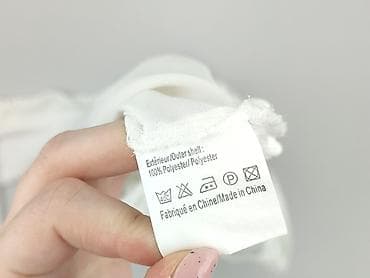 Extérieur/Outer shell :
100% Polyester/ Polyester
P
Fabriqué en Chine/Made in China